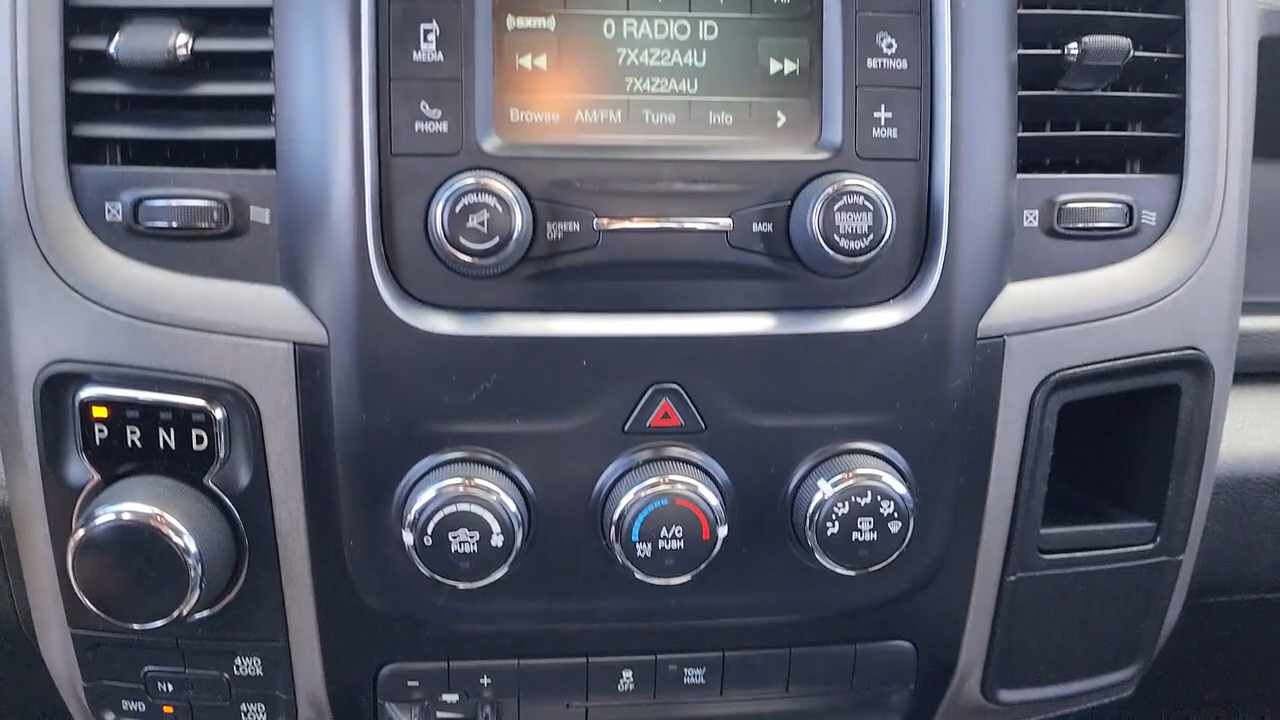 MEDIA
PHONE
((sxm))
0 RADIO ID
7X4Z2A4U
7X4Z2A4U
Browse AM/FM Tune Info >
SETTINGS
+
MORE
VOLUME
SCREEN
OFF
BACK
TUNE
BROWSE
ENTER
SCROLL
P R N D
O
PUSH
MAX
A/C
A/C
PUSH
PUSH
4WD
LOCK
N
2WD
4WD
LOW
- +
OFF
TOW/
HAUL